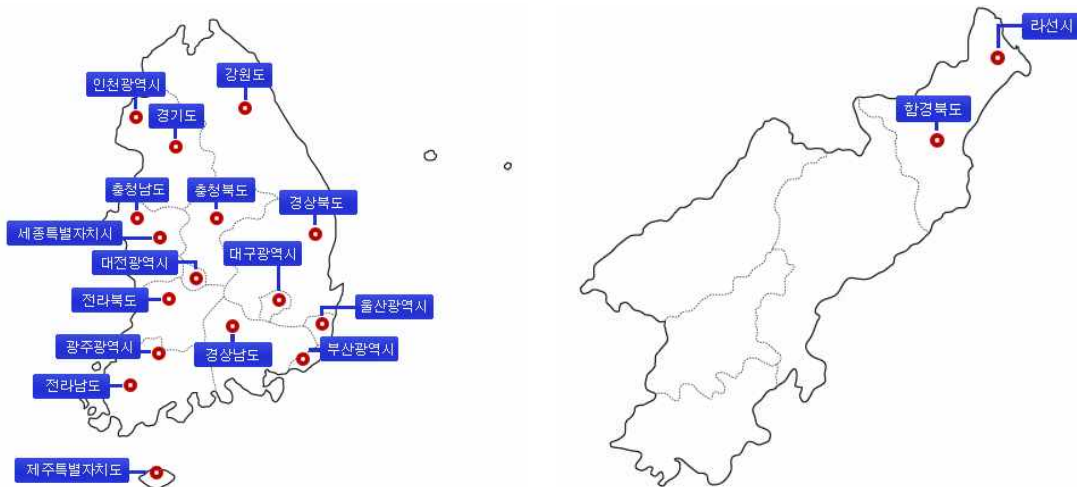 인천광역시
강원도
경기도
충청남도
충청북도
경상북도
세종특별자치시
대전광역시
대구광역시
전라북도
울산광역시
광주광역시
경상남도
부산광역시
전라남도
제주특별자치도
라선시
함경북도